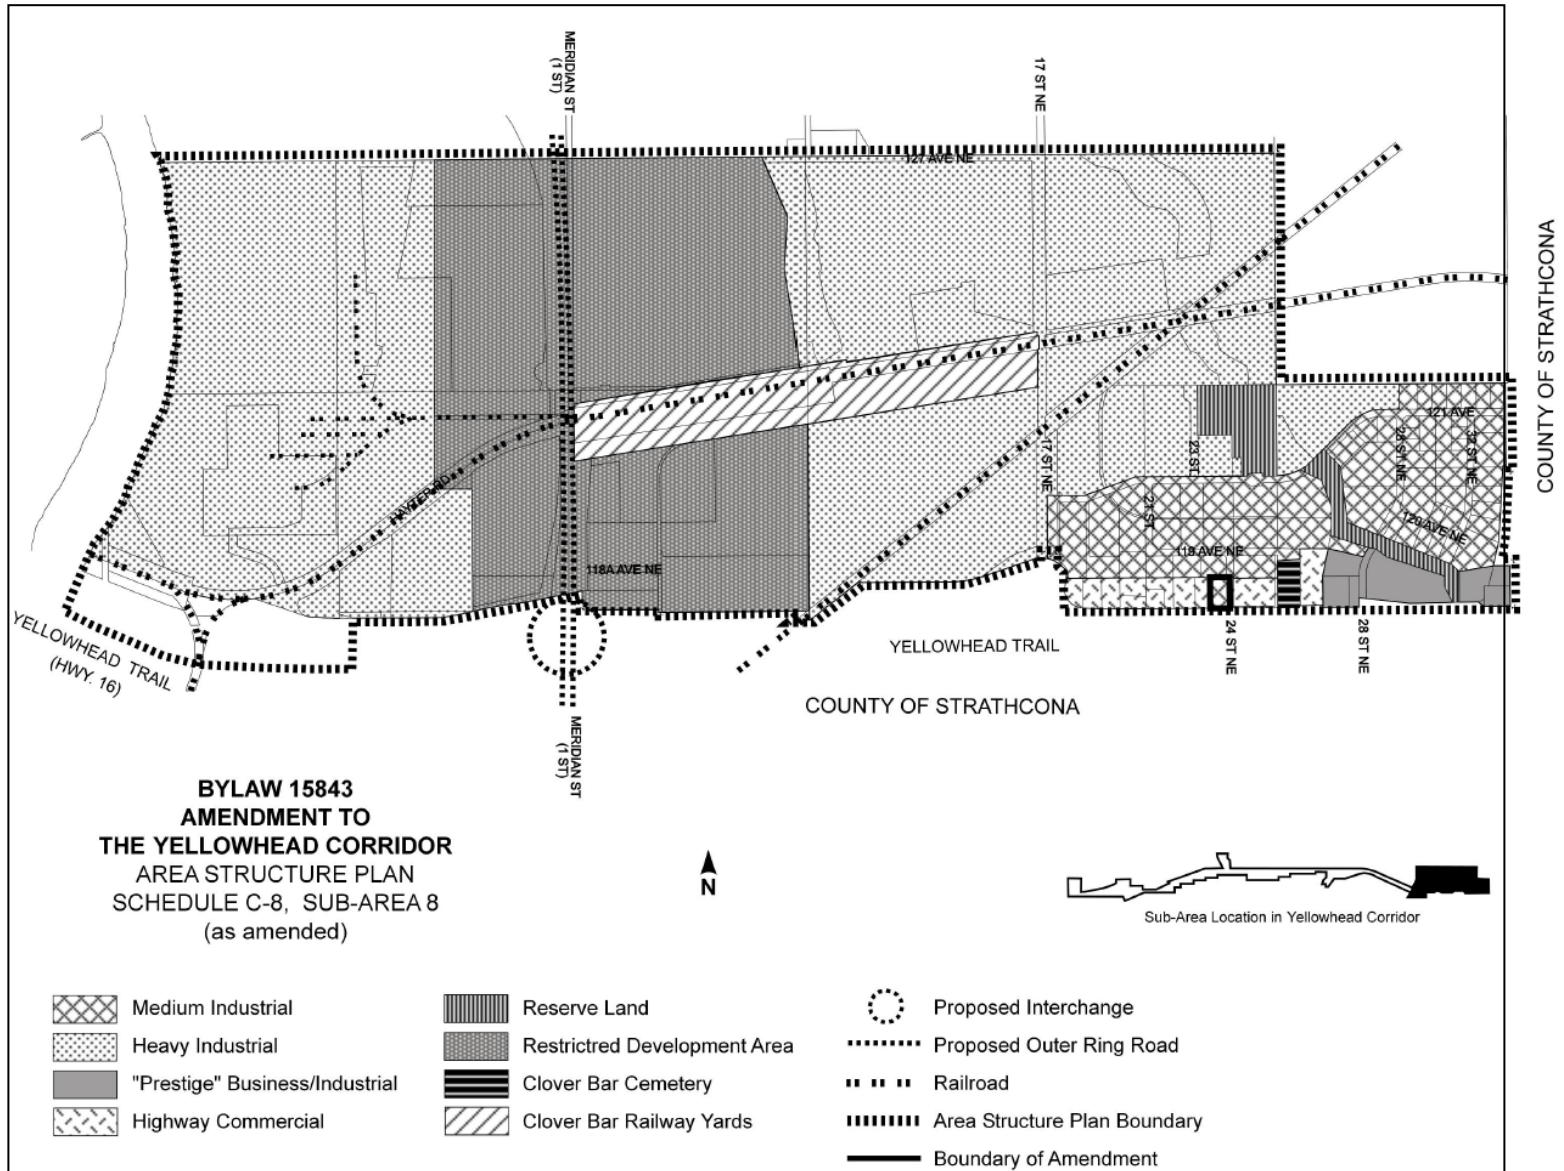 MERIDIAN ST
(1 ST)
17 ST NE
127 AVE NE
COUNTY OF STRATHCONA
121 AVE
28 ST NE
32 ST NE
17 ST NE
23 ST
21 ST
120 AVE NE
HAYTER RD
119 AVE NE
118A AVE NE
YELLOWHEAD TRAIL
(HWY. 16)
YELLOWHEAD TRAIL
24 ST NE
28 ST NE
COUNTY OF STRATHCONA
MERIDIAN ST
(1 ST)
BYLAW 15843
AMENDMENT TO
THE YELLOWHEAD CORRIDOR
AREA STRUCTURE PLAN
SCHEDULE C-8, SUB-AREA 8
(as amended)
N
Sub-Area Location in Yellowhead Corridor
Medium Industrial
Heavy Industrial
"Prestige" Business/Industrial
Highway Commercial
Reserve Land
Restrictred Development Area
Clover Bar Cemetery
Clover Bar Railway Yards
Proposed Interchange
Proposed Outer Ring Road
Railroad
Area Structure Plan Boundary
Boundary of Amendment